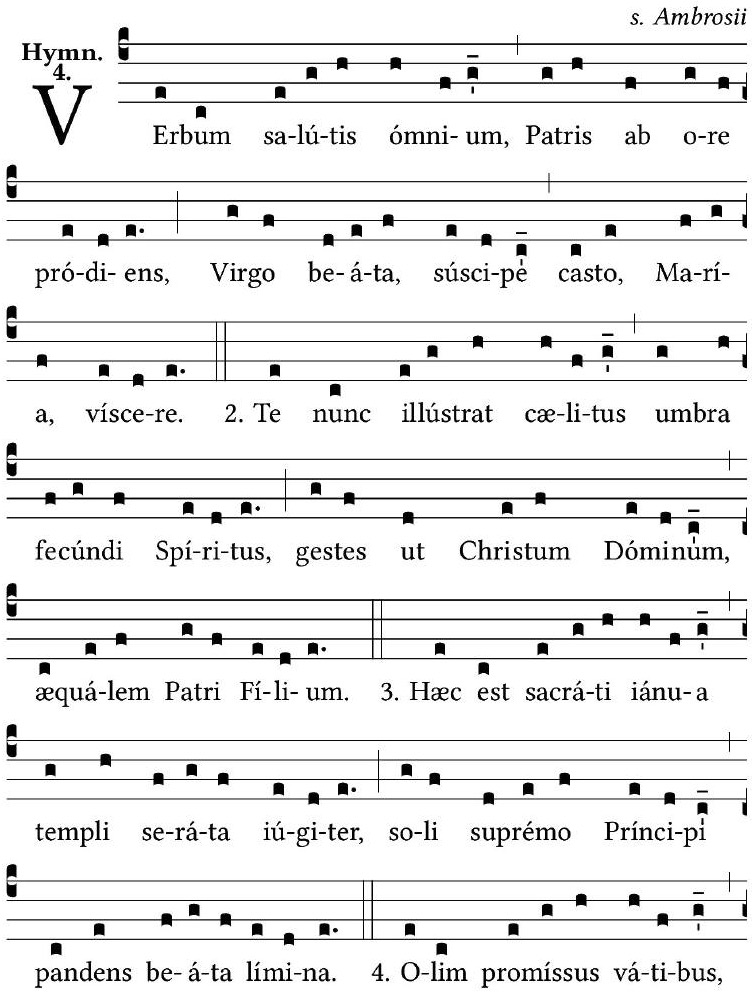 s. Ambrosii
Hymn.
4.
VErbum sa-lú-tis ómni-um, Patris ab o-re
pró-di-ens, Virgo be-á-ta, súsci-pe casto, Ma-rí-
a, vísce-re. 2. Te nunc illústrat cæ-li-tus umbra
fecúndi Spí-ri-tus, gestes ut Christum Dóminum,
æquá-lem Patri Fí-li-um. 3. Hæc est sacrá-ti iánu-a
templi se-rá-ta iú-gi-ter, so-li suprémo Prínci-pi
pandens be-á-ta lími-na. 4. O-lim promíssus vá-ti-bus,